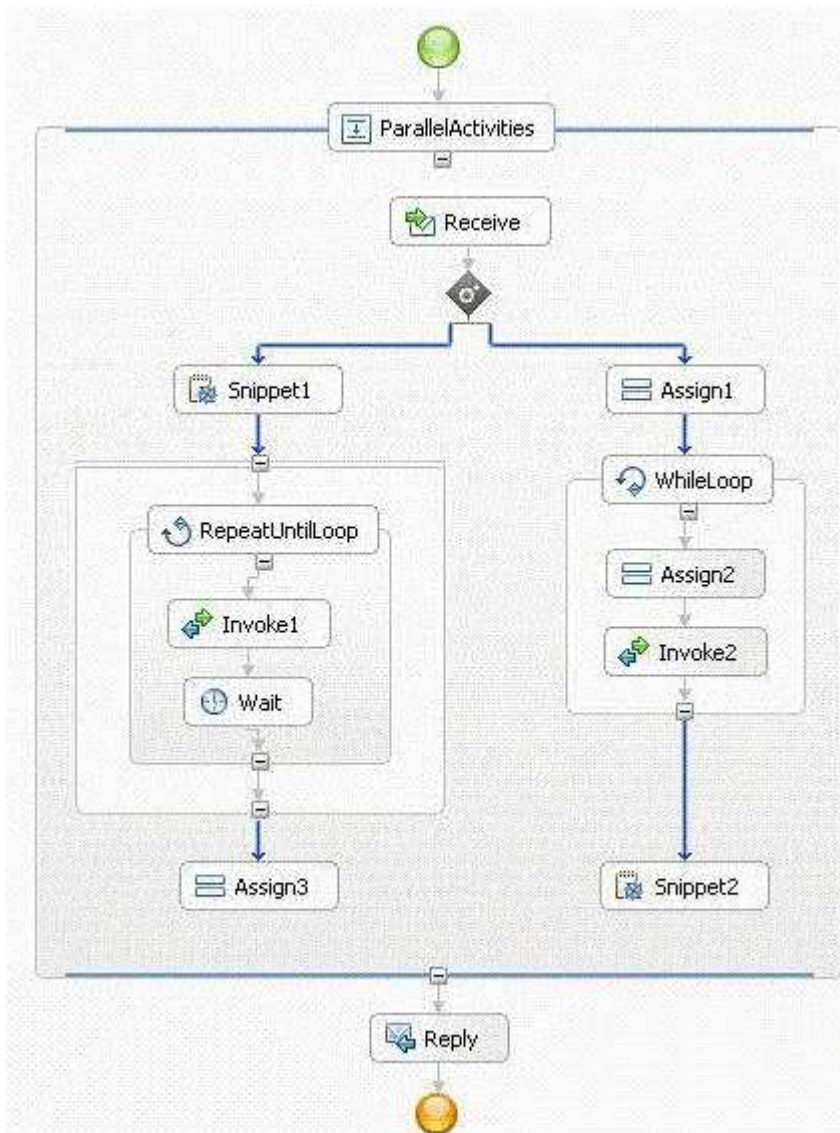 ParallelActivities
Receive
Snippet1
Assign1
WhileLoop
RepeatUntilLoop
Assign2
Invoke1
Invoke2
Wait
Assign3
Snippet2
Reply